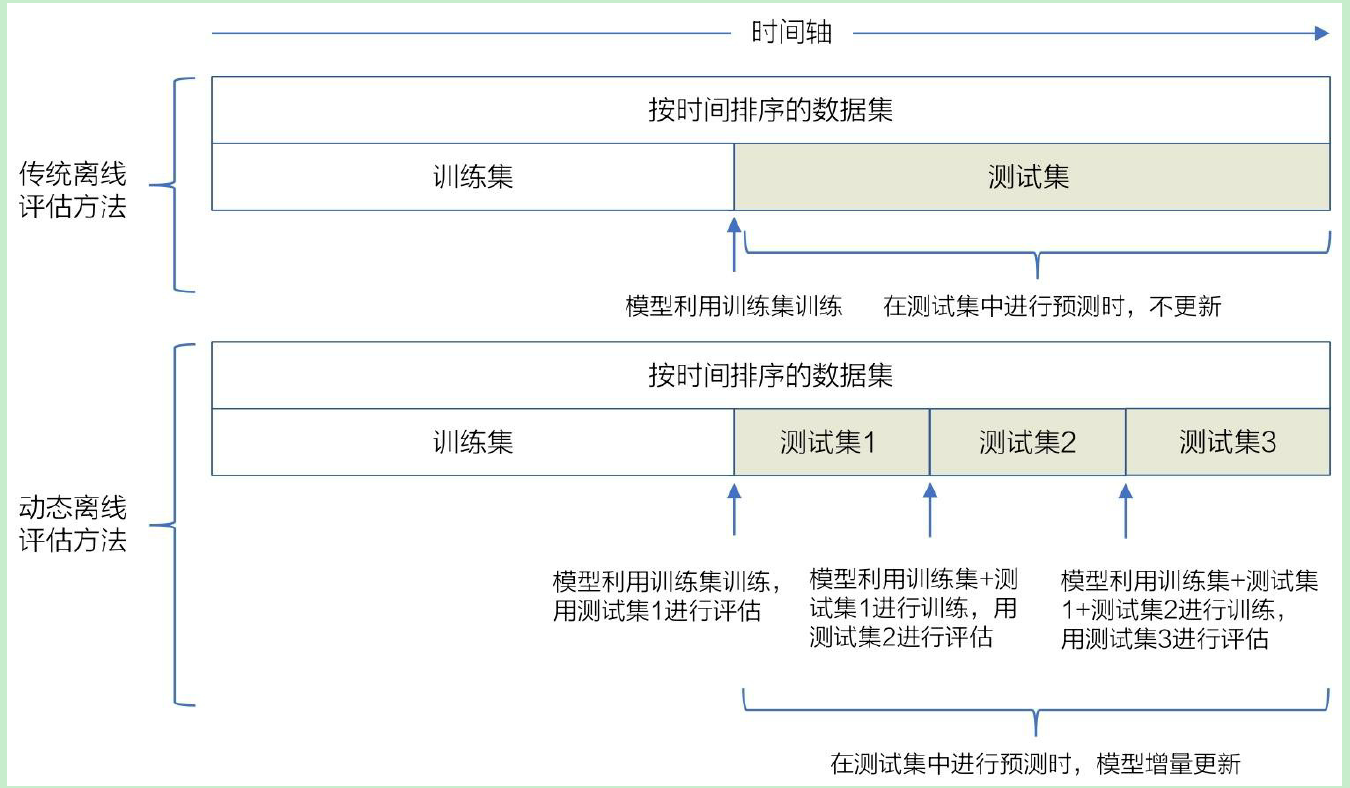 时间轴
按时间排序的数据集
传统离线
评估方法
训练集
测试集
模型利用训练集训练
在测试集中进行预测时，不更新
按时间排序的数据集
训练集
测试集1
测试集2
测试集3
动态离线
评估方法
模型利用训练集训练，
用测试集1进行评估
模型利用训练集+测
试集1进行训练，用
测试集2进行评估
模型利用训练集+测试集
1+测试集2进行训练，
用测试集3进行评估
在测试集中进行预测时，模型增量更新